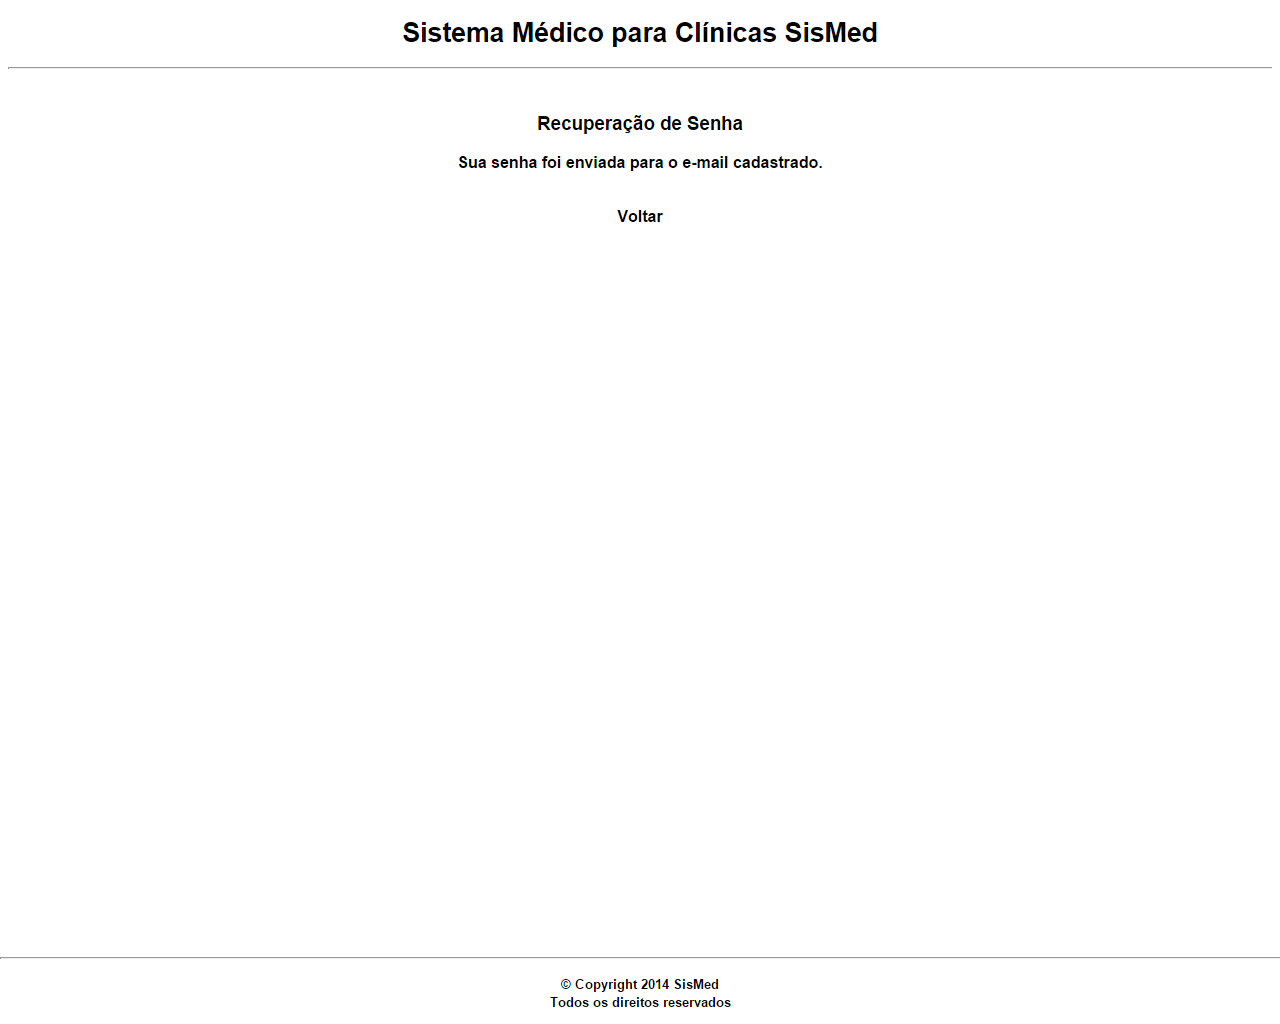 Sistema Médico para Clínicas SisMed
Recuperação de Senha
Sua senha foi enviada para o e-mail cadastrado.
Voltar
© Copyright 2014 SisMed
Todos os direitos reservados